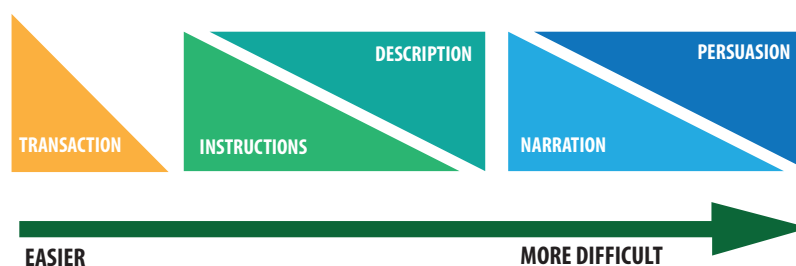 DESCRIPTION
PERSUASION
TRANSACTION
INSTRUCTIONS
NARRATION
EASIER
MORE DIFFICULT